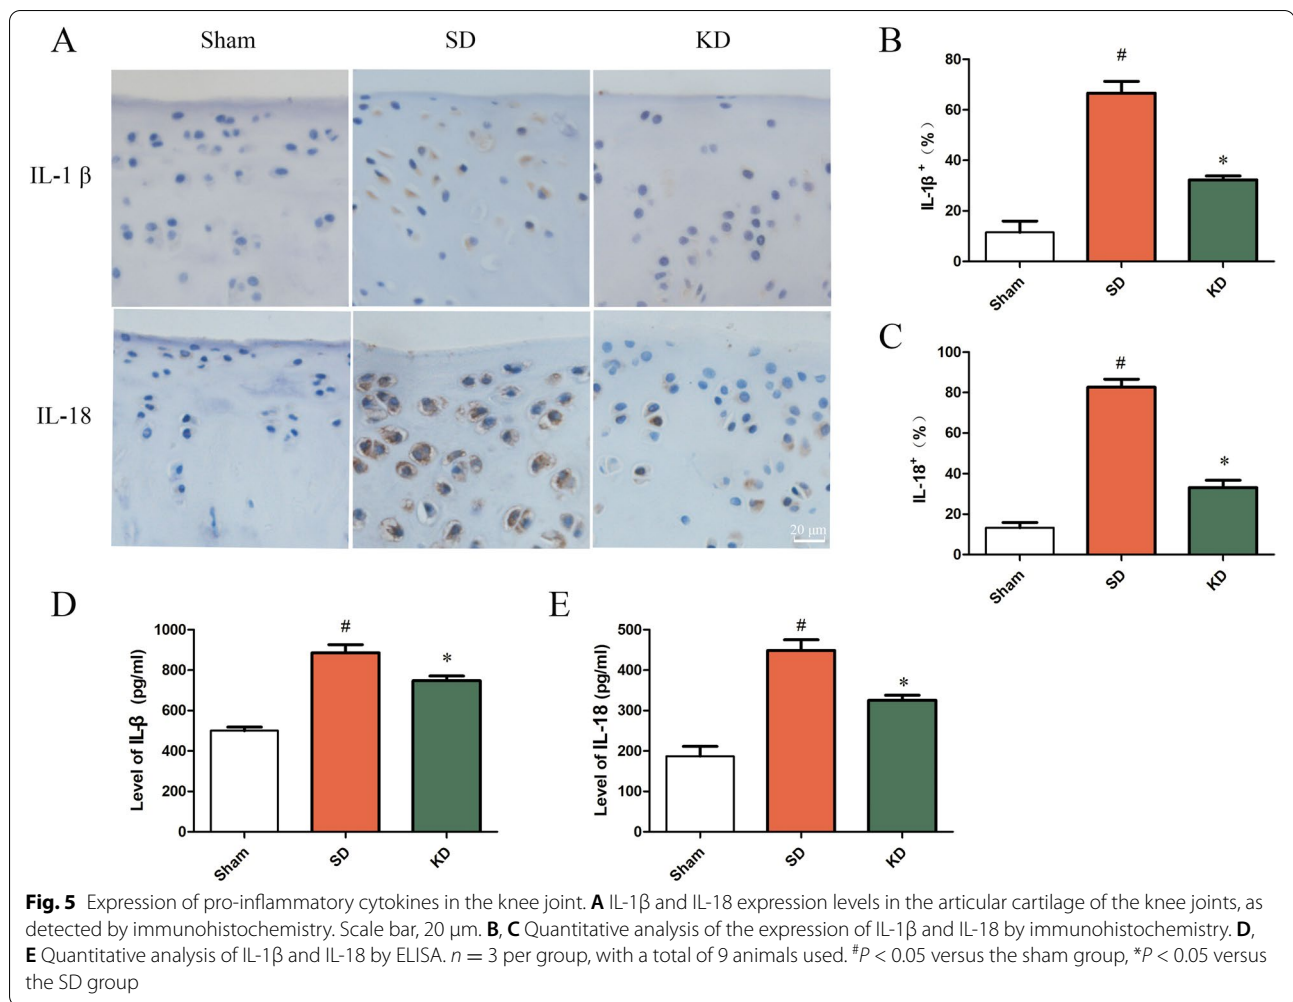 A
Sham
SD
KD
IL-1 β
IL-18
20 μm
B
IL-1β⁺ (%)
80
60
40
20
0
#
*
Sham
SD
KD
C
IL-18⁺ (%)
100
80
60
40
20
0
#
*
Sham
SD
KD
D
Level of IL-β (pg/ml)
1000
800
600
400
200
0
#
*
Sham
SD
KD
E
Level of IL-18 (pg/ml)
500
400
300
200
100
0
#
*
Sham
SD
KD
Fig. 5 Expression of pro-inflammatory cytokines in the knee joint. A IL-1β and IL-18 expression levels in the articular cartilage of the knee joints, as
detected by immunohistochemistry. Scale bar, 20 μm. B, C Quantitative analysis of the expression of IL-1β and IL-18 by immunohistochemistry. D,
E Quantitative analysis of IL-1β and IL-18 by ELISA. n = 3 per group, with a total of 9 animals used. #P < 0.05 versus the sham group, *P < 0.05 versus
the SD group